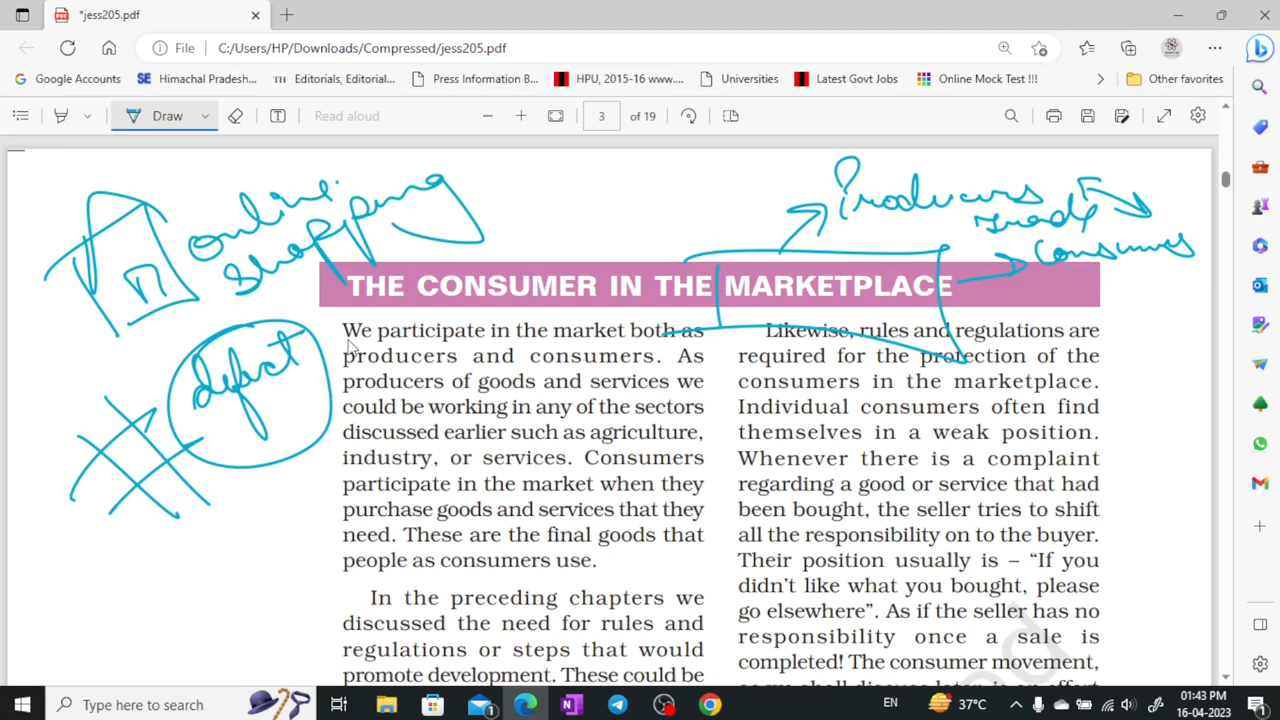 *jess205.pdf
File C:/Users/HP/Downloads/Compressed/jess205.pdf
Google Accounts SE Himachal Pradesh... TH Editorials, Editorial... Press Information B... HPU, 2015-16 www.... Universities Latest Govt Jobs Online Mock Test !!! Other favorites
Draw Read aloud 3 of 19
Producers
trade
Consumers
online
shopping
THE CONSUMER IN THE MARKETPLACE
defect
We participate in the market both as
producers and consumers. As
producers of goods and services we
could be working in any of the sectors
discussed earlier such as agriculture,
industry, or services. Consumers
participate in the market when they
purchase goods and services that they
need. These are the final goods that
people as consumers use.
In the preceding chapters we
discussed the need for rules and
regulations or steps that would
promote development. These could be
Likewise, rules and regulations are
required for the protection of the
consumers in the marketplace.
Individual consumers often find
themselves in a weak position.
Whenever there is a complaint
regarding a good or service that had
been bought, the seller tries to shift
all the responsibility on to the buyer.
Their position usually is – “If you
didn’t like what you bought, please
go elsewhere”. As if the seller has no
responsibility once a sale is
completed! The consumer movement,
Type here to search
1
37°C
EN
01:43 PM
16-04-2023
1